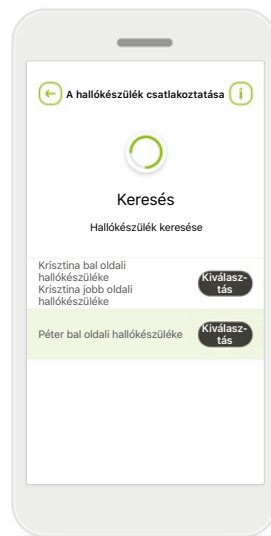 A hallókészülék csatlakoztatása
Keresés
Hallókészülék keresése
Krisztina bal oldali
hallókészüléke
Krisztina jobb oldali
hallókészüléke
Kiválasz-
tás
Péter bal oldali hallókészüléke
Kiválasz-
tás